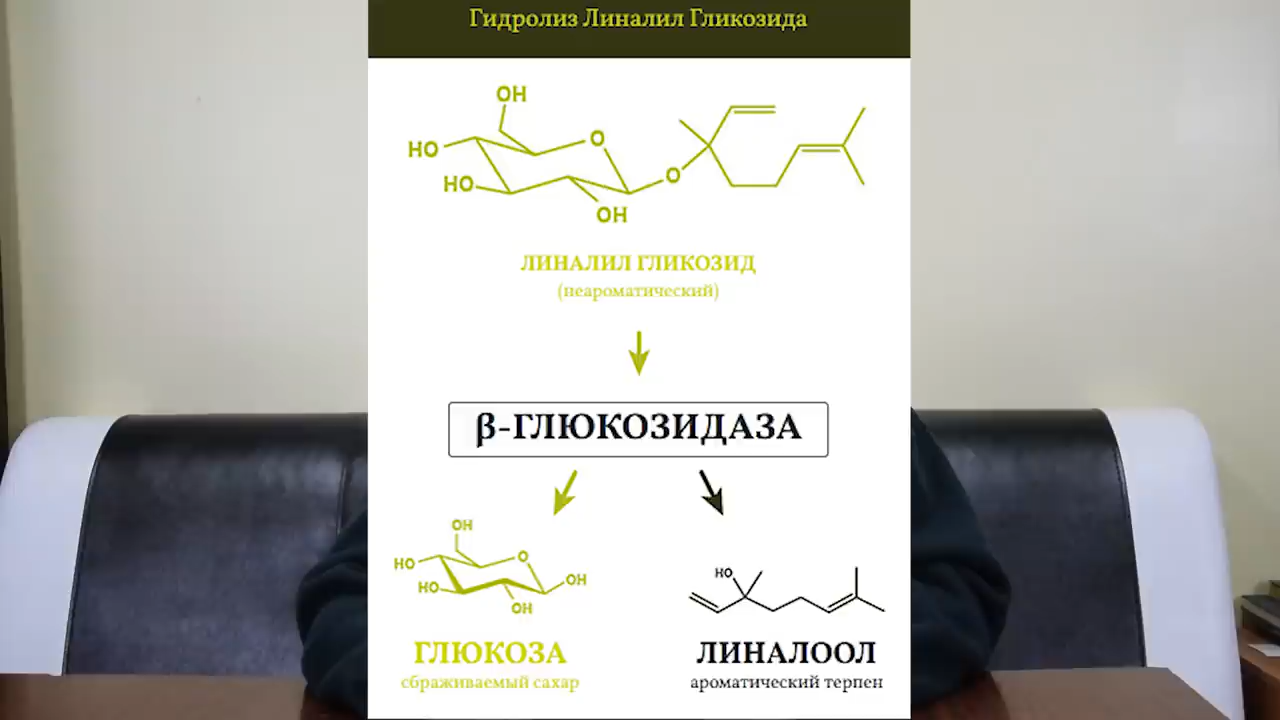 Гидролиз Линалил Гликозида
OH
HO
O
HO
O
OH
ЛИНАЛИЛ ГЛИКОЗИД
(неароматический)
β-ГЛЮКОЗИДАЗА
OH
HO
O
HO
OH
OH
HO
ГЛЮКОЗА
сбраживаемый сахар
ЛИНАЛООЛ
ароматический терпен